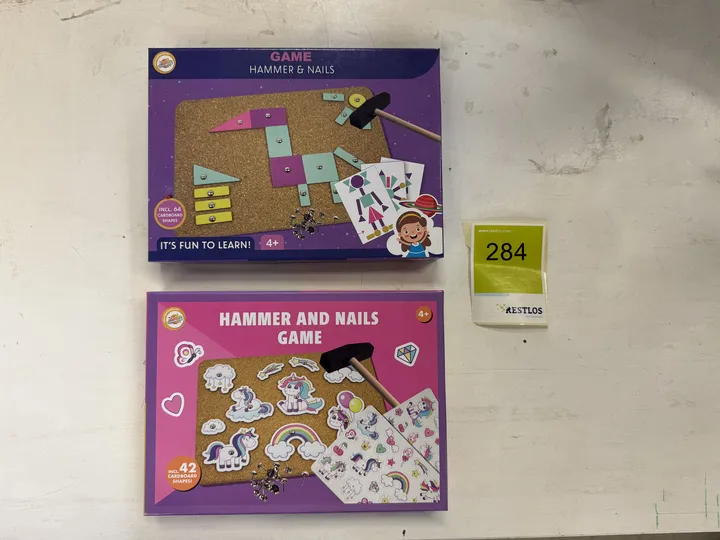 GAME
HAMMER & NAILS
INCL. 64
CARDBOARD
SHAPES
IT'S FUN TO LEARN!
4+
284
RESTLOS
HAMMER AND NAILS
GAME
4+
INCL. 42
CARDBOARD
SHAPES!